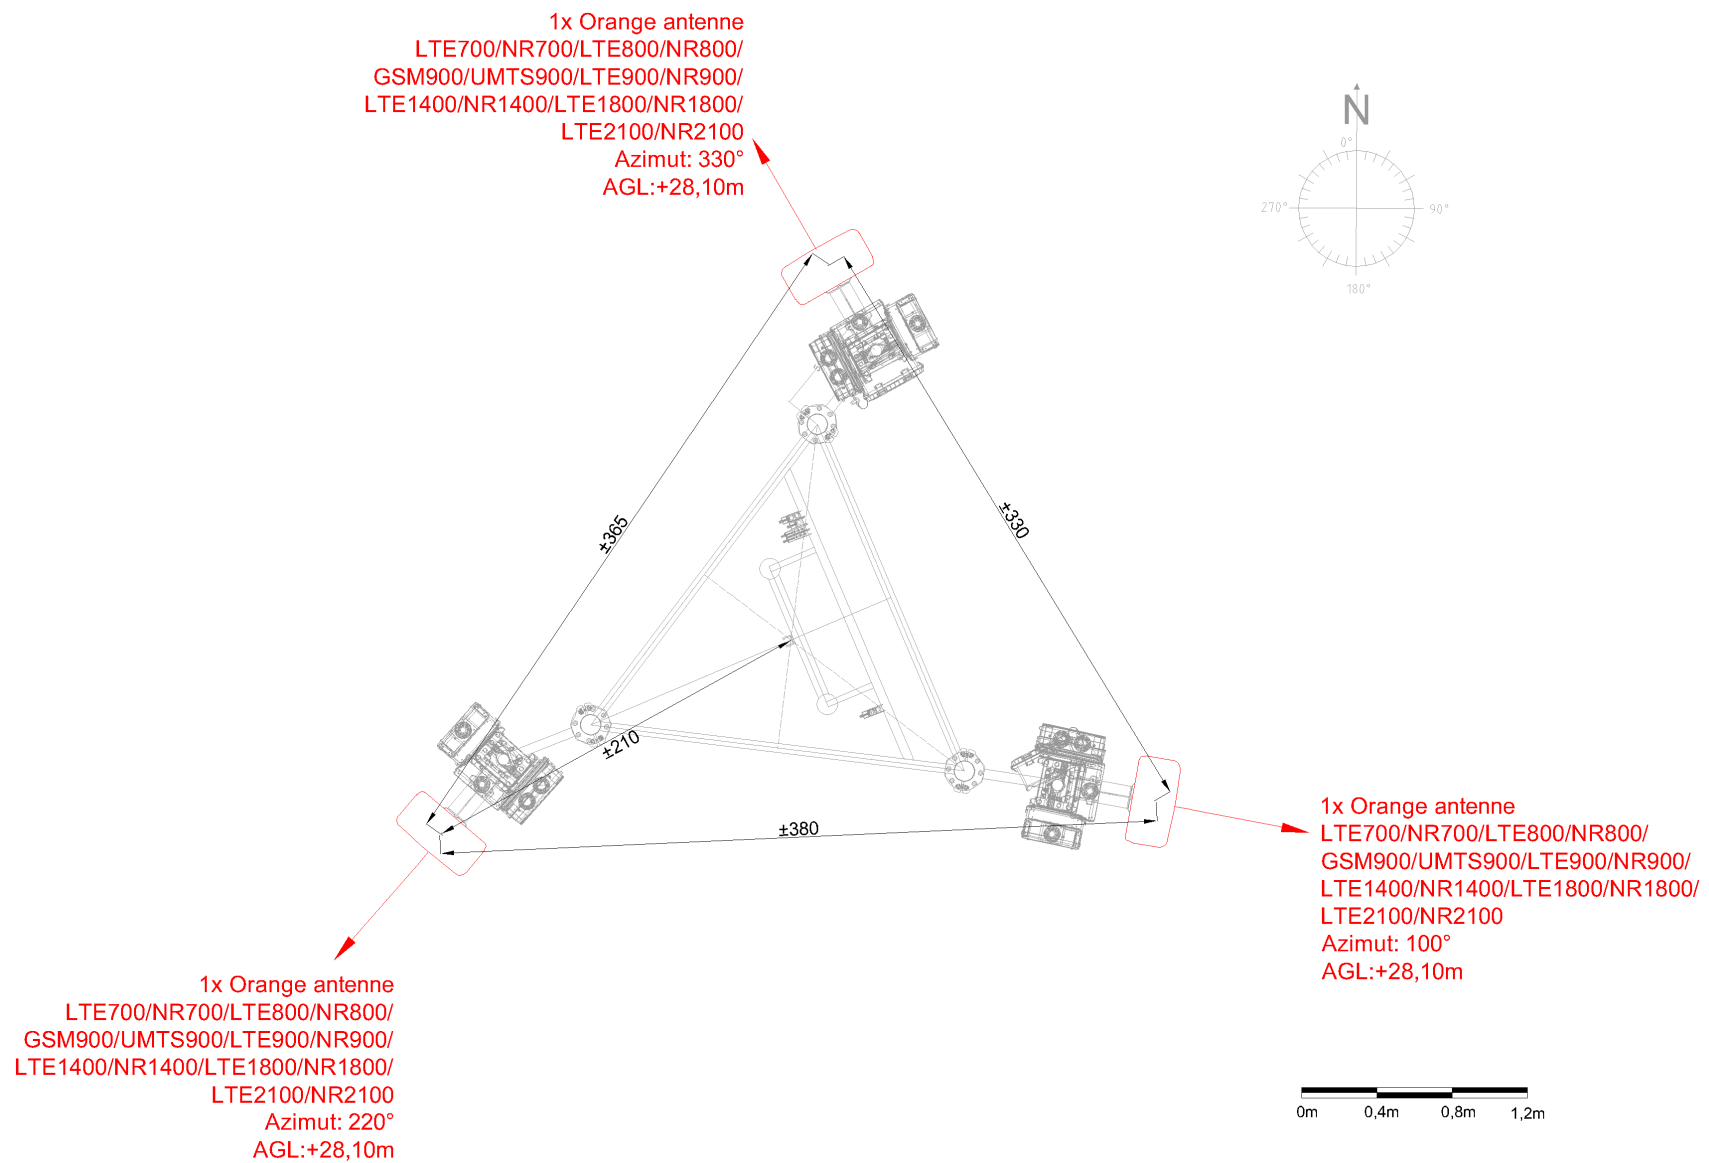 1x Orange antenne
LTE700/NR700/LTE800/NR800/
GSM900/UMTS900/LTE900/NR900/
LTE1400/NR1400/LTE1800/NR1800/
LTE2100/NR2100
Azimut: 330°
AGL:+28,10m
N
0°
270°
90°
180°
±365
±330
±210
±380
1x Orange antenne
LTE700/NR700/LTE800/NR800/
GSM900/UMTS900/LTE900/NR900/
LTE1400/NR1400/LTE1800/NR1800/
LTE2100/NR2100
Azimut: 100°
AGL:+28,10m
1x Orange antenne
LTE700/NR700/LTE800/NR800/
GSM900/UMTS900/LTE900/NR900/
LTE1400/NR1400/LTE1800/NR1800/
LTE2100/NR2100
Azimut: 220°
AGL:+28,10m
0m 0,4m 0,8m 1,2m